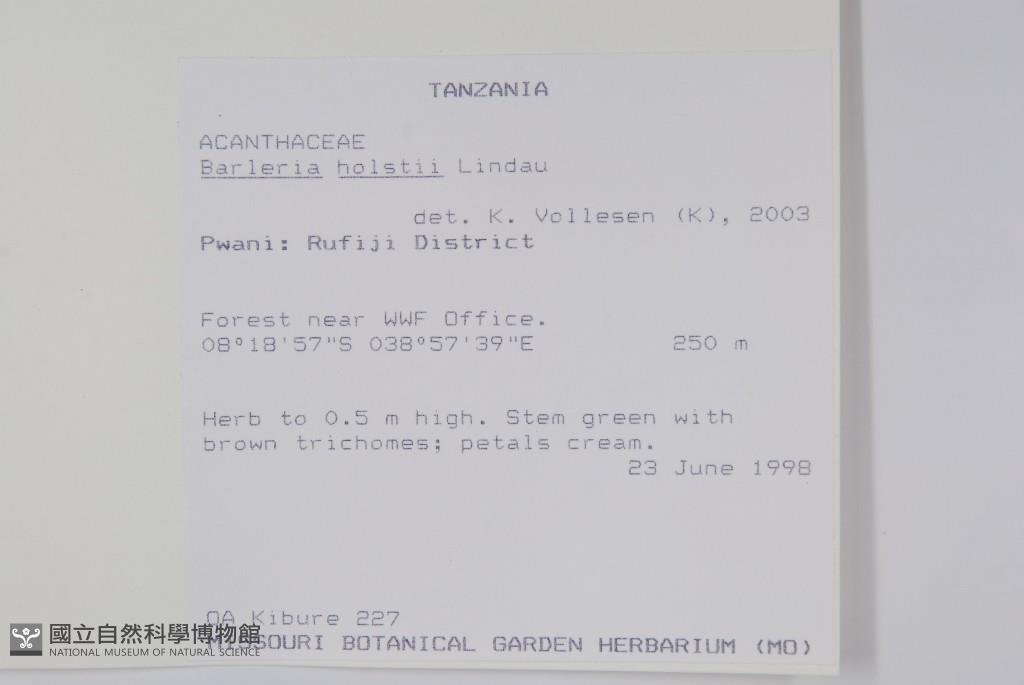 TANZANIA
ACANTHACEAE
Barleria holstii Lindau
det. K. Vollesen (K), 2003
Pwani: Rufiji District
Forest near WWF Office.
08°18'57"S 038°57'39"E 250 m
Herb to 0.5 m high. Stem green with
brown trichomes; petals cream.
23 June 1998
OA Kibure 227
MISSOURI BOTANICAL GARDEN HERBARIUM (MO)
國立自然科學博物館
NATIONAL MUSEUM OF NATURAL SCIENCE